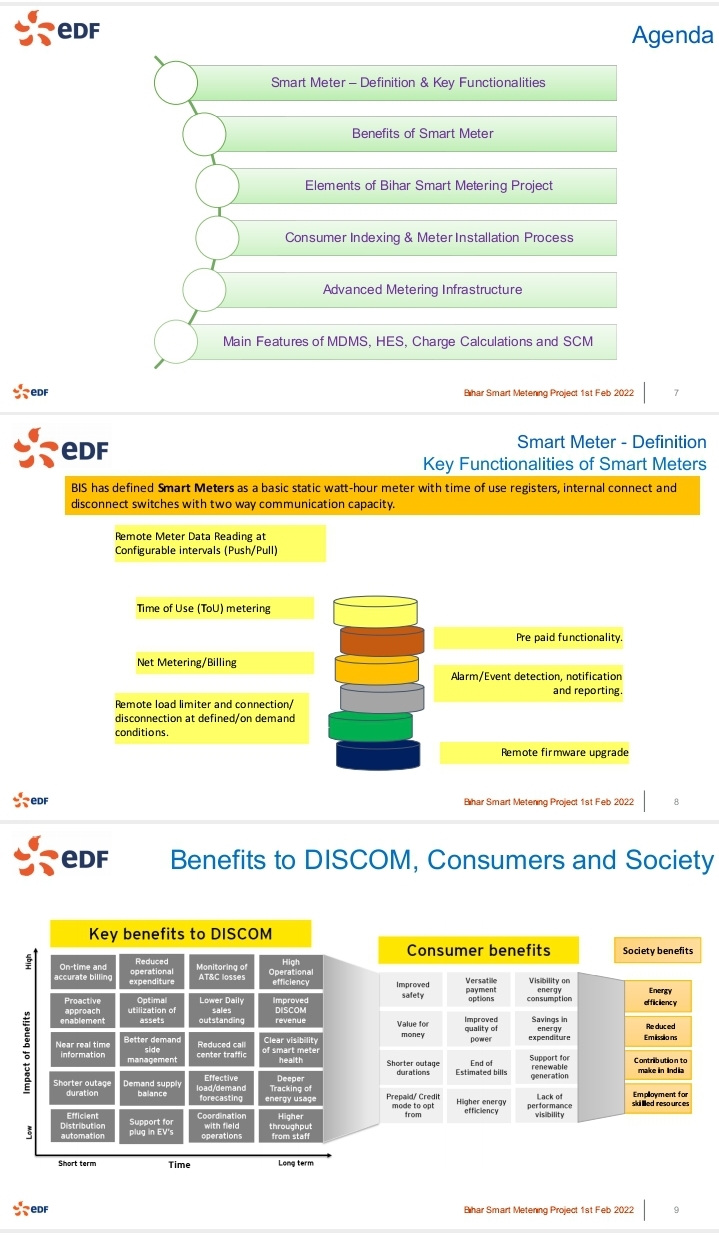 eDF
Agenda
Smart Meter – Definition & Key Functionalities
Benefits of Smart Meter
Elements of Bihar Smart Metering Project
Consumer Indexing & Meter Installation Process
Advanced Metering Infrastructure
Main Features of MDMS, HES, Charge Calculations and SCM
eDF
Bihar Smart Metering Project 1st Feb 2022
7
eDF
Smart Meter - Definition
Key Functionalities of Smart Meters
BIS has defined Smart Meters as a basic static watt-hour meter with time of use registers, internal connect and
disconnect switches with two way communication capacity.
Remote Meter Data Reading at
Configurable intervals (Push/Pull)
Time of Use (ToU) metering
Pre paid functionality.
Net Metering/Billing
Alarm/Event detection, notification
and reporting.
Remote load limiter and connection/
disconnection at defined/on demand
conditions.
Remote firmware upgrade
eDF
Bihar Smart Metering Project 1st Feb 2022
8
eDF
Benefits to DISCOM, Consumers and Society
Key benefits to DISCOM
High
Impact of benefits
Low
On-time and
accurate billing
Reduced
operational
expenditure
Monitoring of
AT&C losses
High
Operational
efficiency
Proactive
approach
enablement
Optimal
utilization of
assets
Lower Daily
sales
outstanding
Improved
DISCOM
revenue
Near real time
information
Better demand
side
management
Reduced call
center traffic
Clear visibility
of smart meter
health
Shorter outage
duration
Demand supply
balance
Effective
load/demand
forecasting
Deeper
Tracking of
energy usage
Efficient
Distribution
automation
Support for
plug in EV's
Coordination
with field
operations
Higher
throughput
from staff
Short term
Time
Long term
Consumer benefits
Improved
safety
Versatile
payment
options
Visibility on
energy
consumption
Value for
money
Improved
quality of
power
Savings in
energy
expenditure
Shorter outage
durations
End of
Estimated bills
Support for
renewable
generation
Prepaid/ Credit
mode to opt
from
Higher energy
efficiency
Lack of
performance
visibility
Society benefits
Energy
efficiency
Reduced
Emissions
Contribution to
make in India
Employment for
skillled resources
eDF
Bihar Smart Metering Project 1st Feb 2022
9